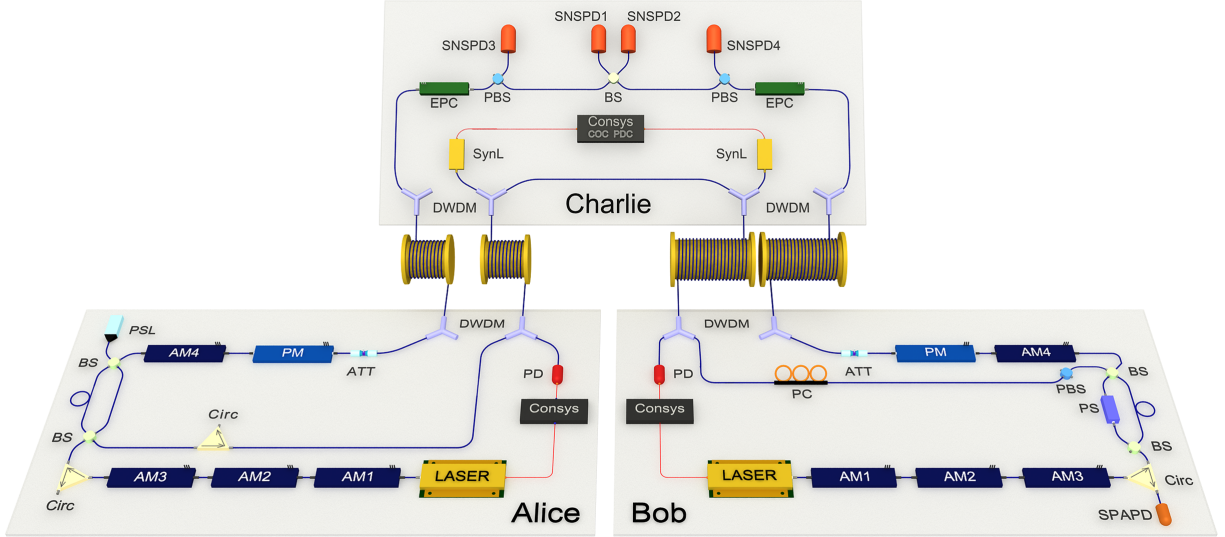 SNSPD1 SNSPD2
SNSPD3 SNSPD4
EPC PBS BS PBS EPC
Consys
COC PDC
SynL SynL
DWDM Charlie DWDM
PSL DWDM
BS AM4 PM ATT
PD
Consys
Circ
BS
AM3 AM2 AM1 LASER
Circ
Alice
DWDM
PM AM4
ATT BS
PD PC PBS
Consys PS
BS
LASER AM1 AM2 AM3 Circ
SPAPD
Bob